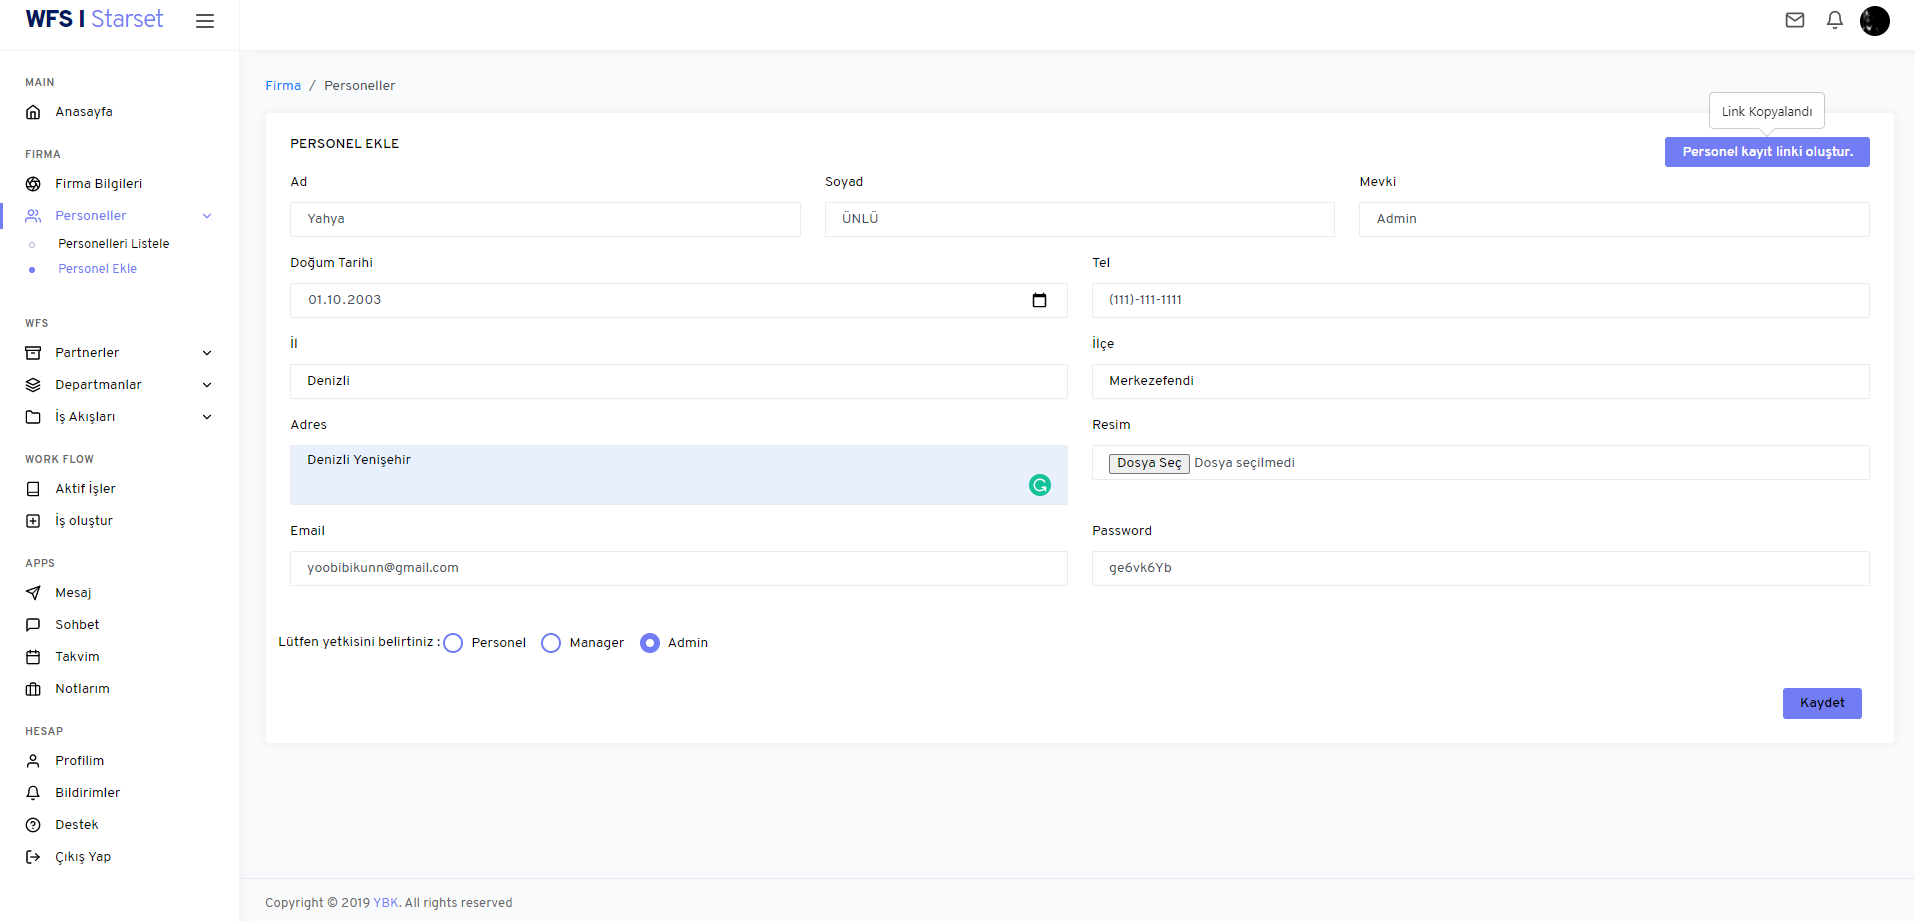 WFS | Starset
MAIN
Anasayfa
FIRMA
Firma Bilgileri
Personeller
Personelleri Listele
Personel Ekle
WFS
Partnerler
Departmanlar
İş Akışları
WORK FLOW
Aktif İşler
İş oluştur
APPS
Mesaj
Sohbet
Takvim
Notlarım
HESAP
Profilim
Bildirimler
Destek
Çıkış Yap
Firma / Personeller
Link Kopyalandı
PERSONEL EKLE
Personel kayıt linki oluştur.
Ad Soyad Mevki
Yahya ÜNLÜ Admin
Doğum Tarihi Tel
01.10.2003 (111)-111-1111
İl İlçe
Denizli Merkezefendi
Adres Resim
Denizli Yenişehir Dosya Seç Dosya seçilmedi
Email Password
yoobibikunn@gmail.com ge6vk6Yb
Lütfen yetkisini belirtiniz : Personel Manager Admin
Kaydet
Copyright © 2019 YBK. All rights reserved